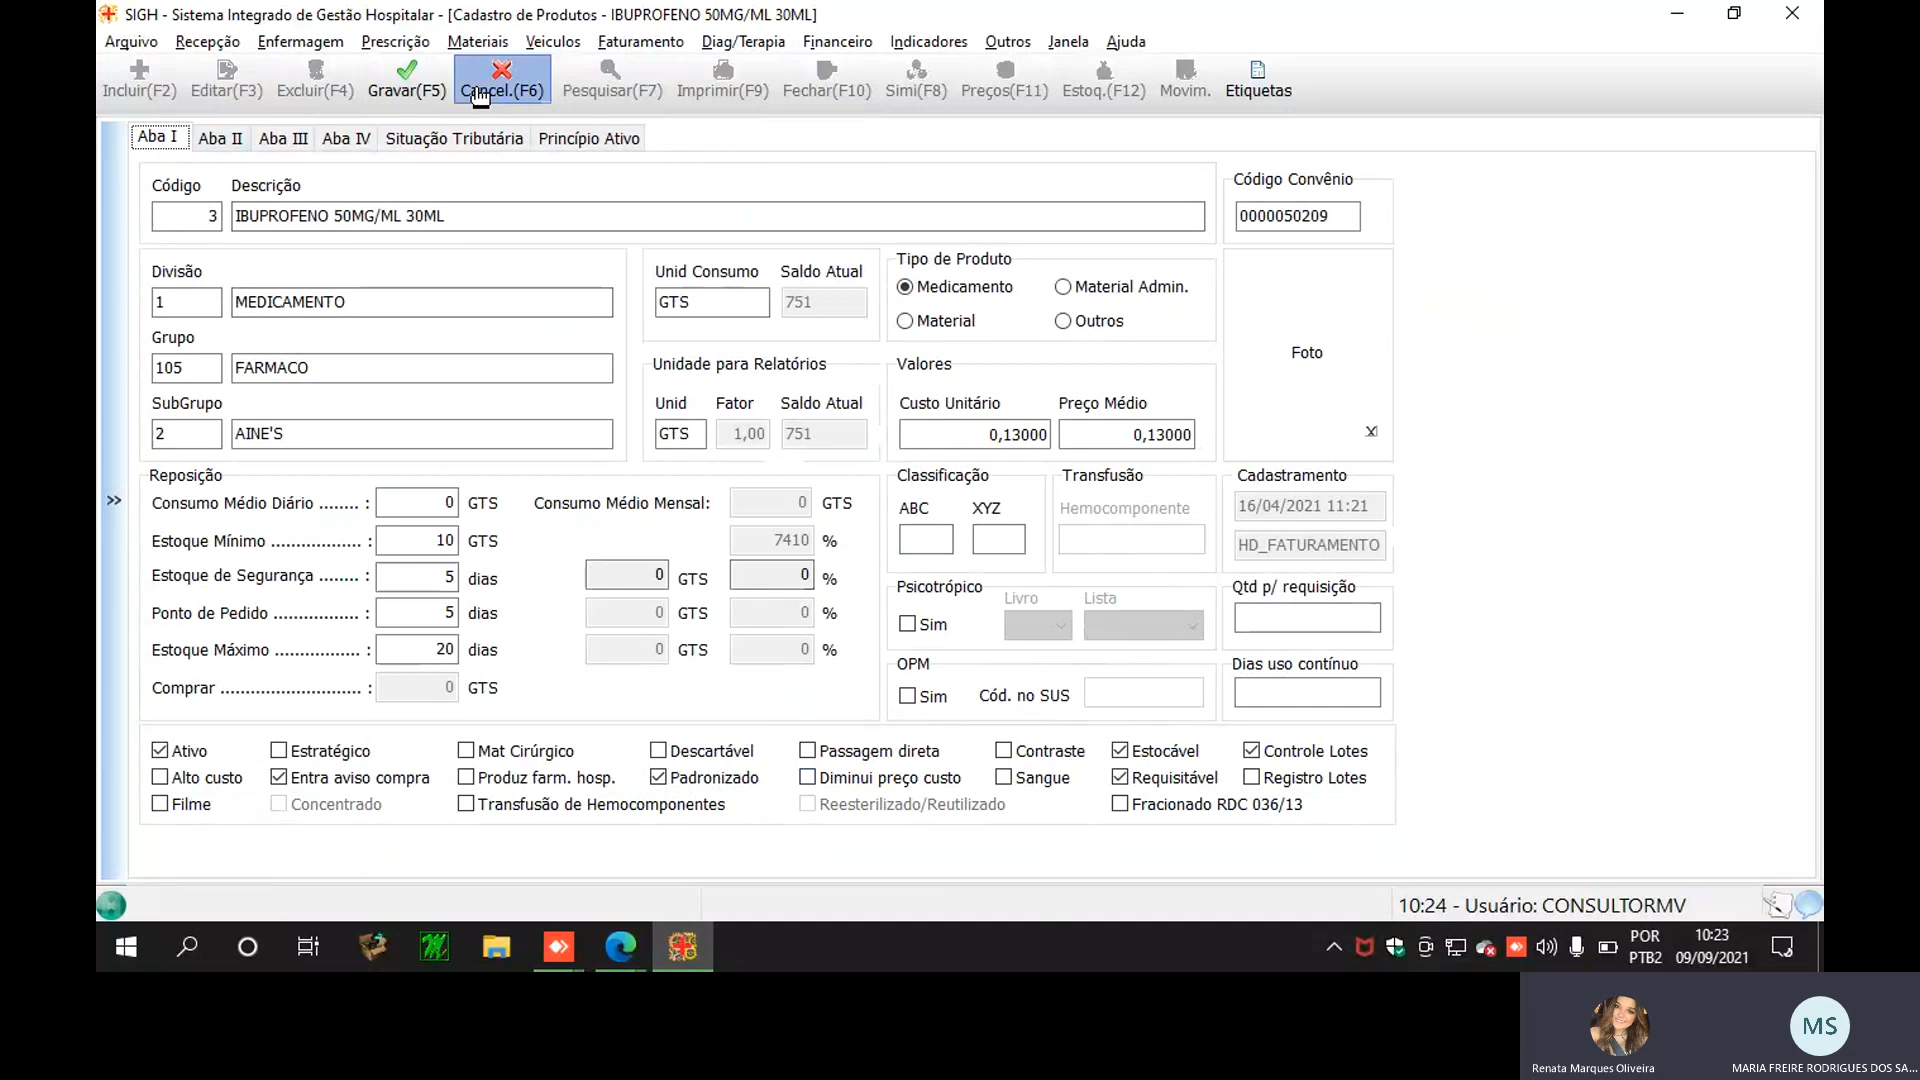 SIGH - Sistema Integrado de Gestão Hospitalar - [Cadastro de Produtos - IBUPROFENO 50MG/ML 30ML]
Arquivo Recepção Enfermagem Prescrição Materiais Veiculos Faturamento Diag/Terapia Financeiro Indicadores Outros Janela Ajuda
Incluir(F2) Editar(F3) Excluir(F4) Gravar(F5) Cancel.(F6) Pesquisar(F7) Imprimir(F9) Fechar(F10) Simi(F8) Preços(F11) Estoq.(F12) Movim. Etiquetas
Aba I Aba II Aba III Aba IV Situação Tributária Princípio Ativo
Código Descrição Código Convênio
3 IBUPROFENO 50MG/ML 30ML 0000050209
Divisão Unid Consumo Saldo Atual Tipo de Produto
1 MEDICAMENTO GTS 751 Medicamento Material Admin.
Material Outros
Grupo
105 FARMACO
Foto
Unidade para Relatórios Valores
SubGrupo Unid Fator Saldo Atual Custo Unitário Preço Médio
2 AINE'S GTS 1,00 751 0,13000 0,13000
X
Reposição Classificação Transfusão Cadastramento
Consumo Médio Diário ........ : 0 GTS Consumo Médio Mensal: 0 GTS ABC XYZ Hemocomponente 16/04/2021 11:21
Estoque Mínimo .................. : 10 GTS 7410 % HD_FATURAMENTO
Estoque de Segurança ........ : 5 dias 0 GTS 0 % Psicotrópico Livro Lista Qtd p/ requisição
Ponto de Pedido ................. : 5 dias 0 GTS 0 % Sim
Estoque Máximo .................. : 20 dias 0 GTS 0 % OPM Dias uso contínuo
Comprar ............................ : 0 GTS Sim Cód. no SUS
Ativo Estratégico Mat Cirúrgico Descartável Passagem direta Contraste Estocável Controle Lotes
Alto custo Entra aviso compra Produz farm. hosp. Padronizado Diminui preço custo Sangue Requisitável Registro Lotes
Filme Concentrado Transfusão de Hemocomponentes Reesterilizado/Reutilizado Fracionado RDC 036/13
>>
10:24 - Usuário: CONSULTORMV
POR 10:23
PTB2 09/09/2021
MS
Renata Marques Oliveira MARIA FREIRE RODRIGUES DOS SA...